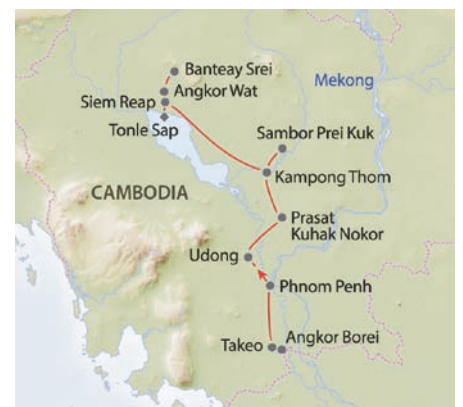 Banteay Srei
Angkor Wat
Mekong
Siem Reap
Tonle Sap
Sambor Prei Kuk
Kampong Thom
CAMBODIA
Prasat
Kuhak Nokor
Udong
Phnom Penh
Takeo
Angkor Borei